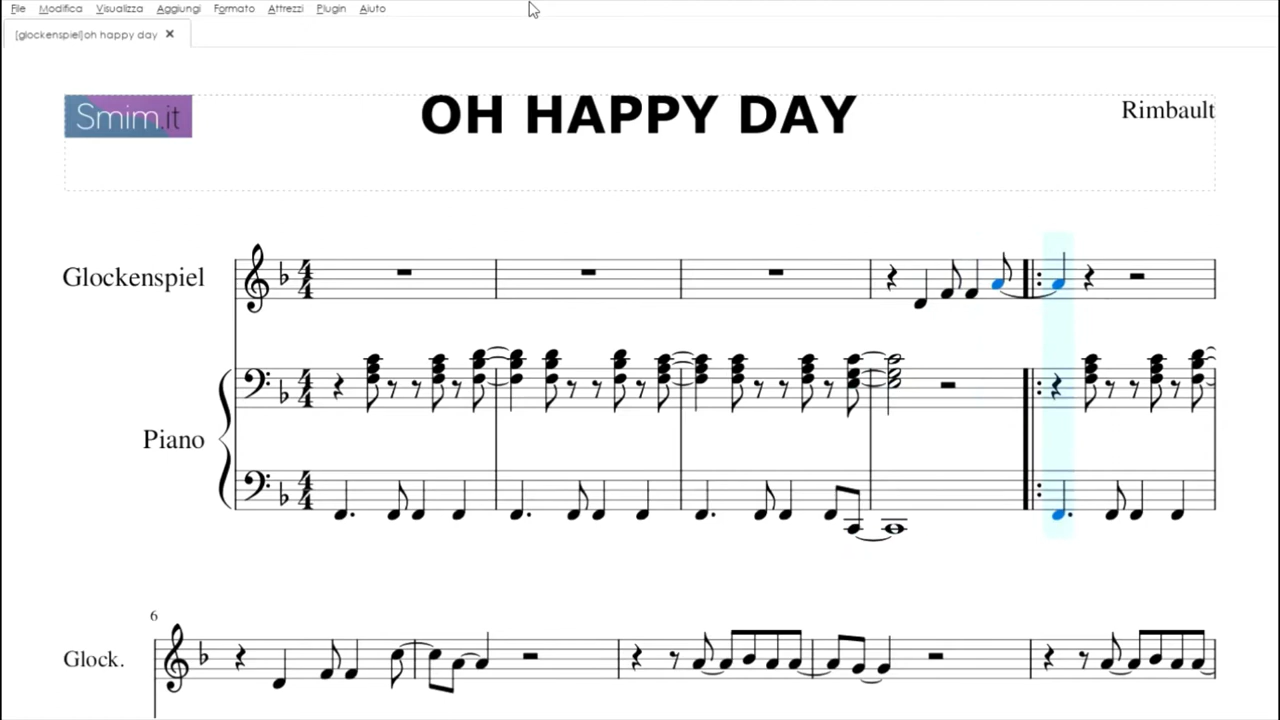 File Modifica Visualizza Aggiungi Formato Attrezzi Plugin Aiuto
[glockenspiel]oh happy day
Smim.it
OH HAPPY DAY
Rimbault
Glockenspiel
Piano
6
Glock.